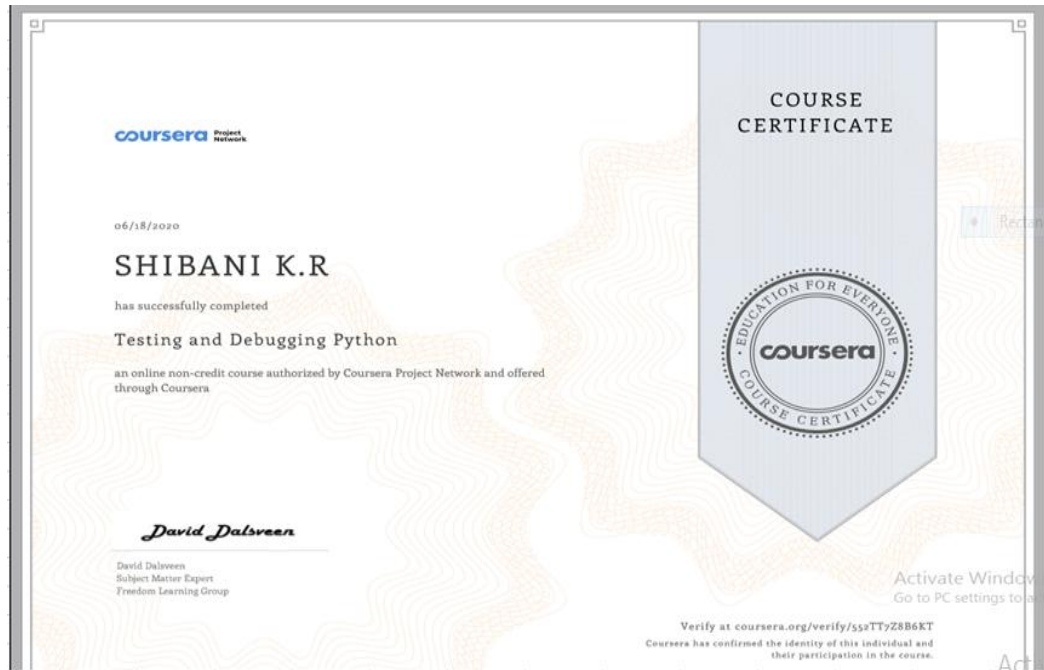 coursera Project Network
COURSE
CERTIFICATE
06/18/2020
SHIBANI K.R
has successfully completed
Testing and Debugging Python
an online non-credit course authorized by Coursera Project Network and offered
through Coursera
EDUCATION FOR EVERYONE
coursera
COURSE CERTIFICATE
David Dalsveen
David Dalsveen
Subject Matter Expert
Freedom Learning Group
Activate Window
Go to PC settings to a
Verify at coursera.org/verify/552TT7Z8B6KT
Coursera has confirmed the identity of this individual and
their participation in the course.